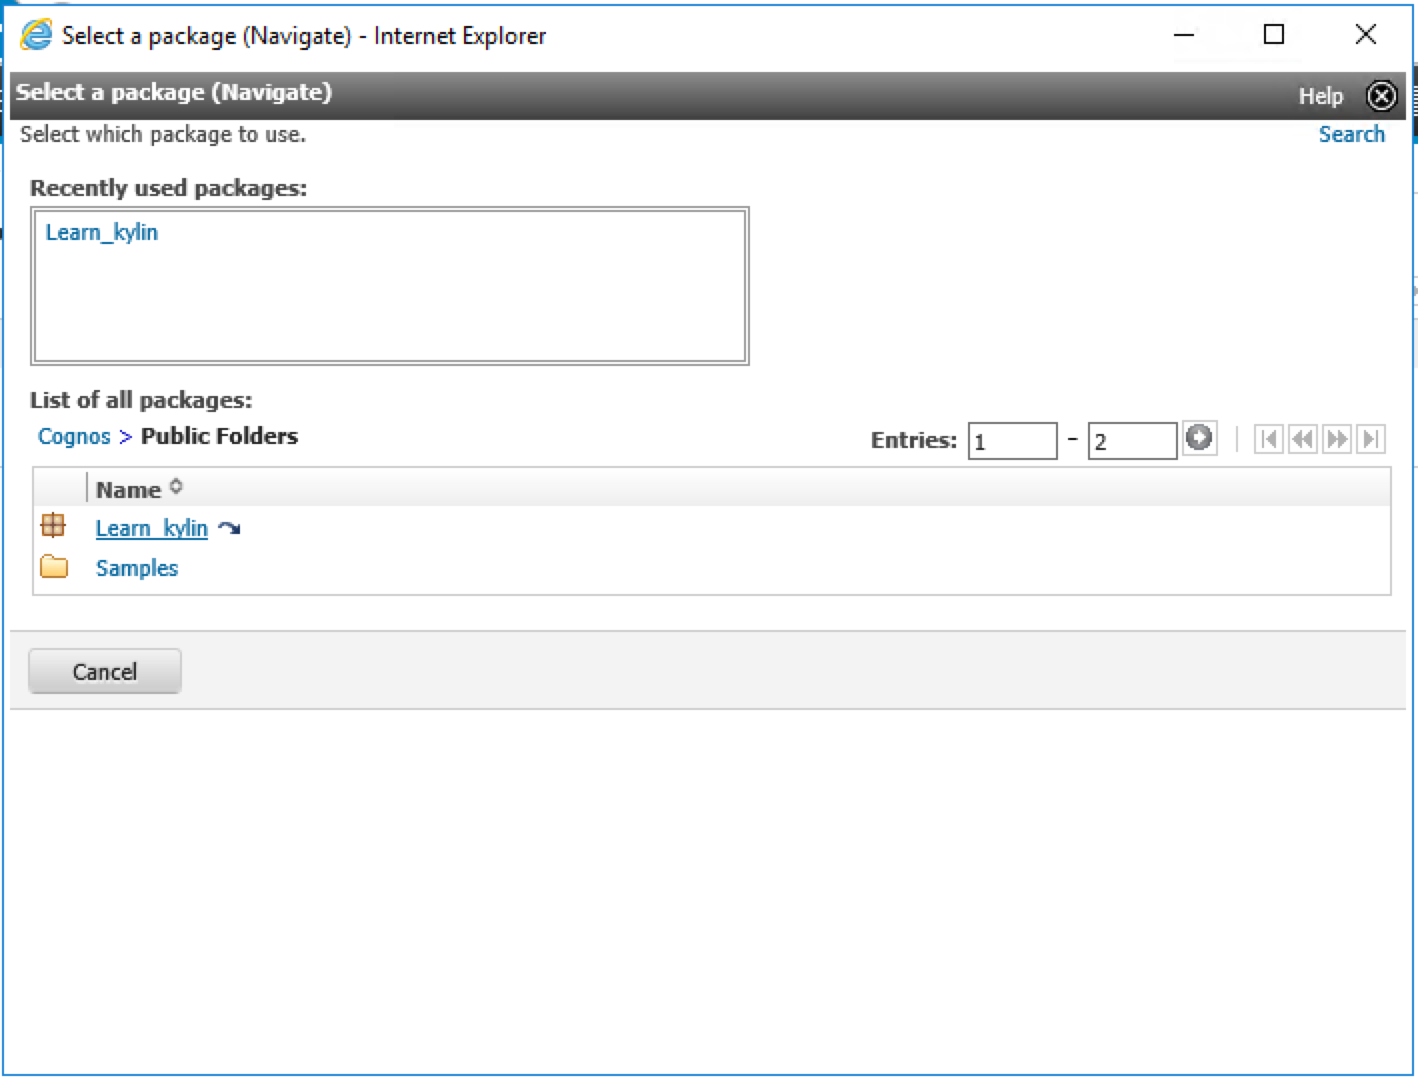 Select a package (Navigate) - Internet Explorer
Select a package (Navigate)
Help
Select which package to use.
Search
Recently used packages:
Learn_kylin
List of all packages:
Cognos > Public Folders
Entries: 1 - 2
Name
Learn_kylin
Samples
Cancel